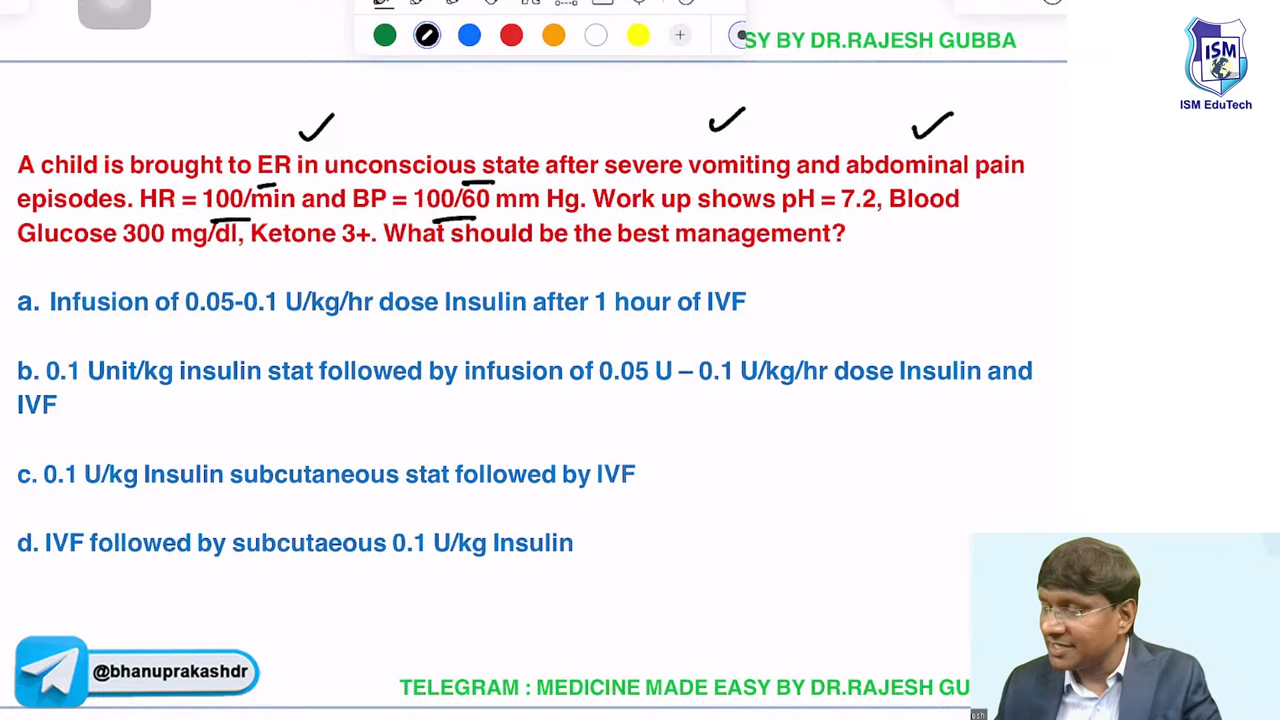 SY BY DR.RAJESH GUBBA
ISM
ISM EduTech
A child is brought to ER in unconscious state after severe vomiting and abdominal pain
episodes. HR = 100/min and BP = 100/60 mm Hg. Work up shows pH = 7.2, Blood
Glucose 300 mg/dl, Ketone 3+. What should be the best management?
a. Infusion of 0.05-0.1 U/kg/hr dose Insulin after 1 hour of IVF
b. 0.1 Unit/kg insulin stat followed by infusion of 0.05 U – 0.1 U/kg/hr dose Insulin and
IVF
c. 0.1 U/kg Insulin subcutaneous stat followed by IVF
d. IVF followed by subcutaeous 0.1 U/kg Insulin
@bhanuprakashdr
TELEGRAM : MEDICINE MADE EASY BY DR.RAJESH GU